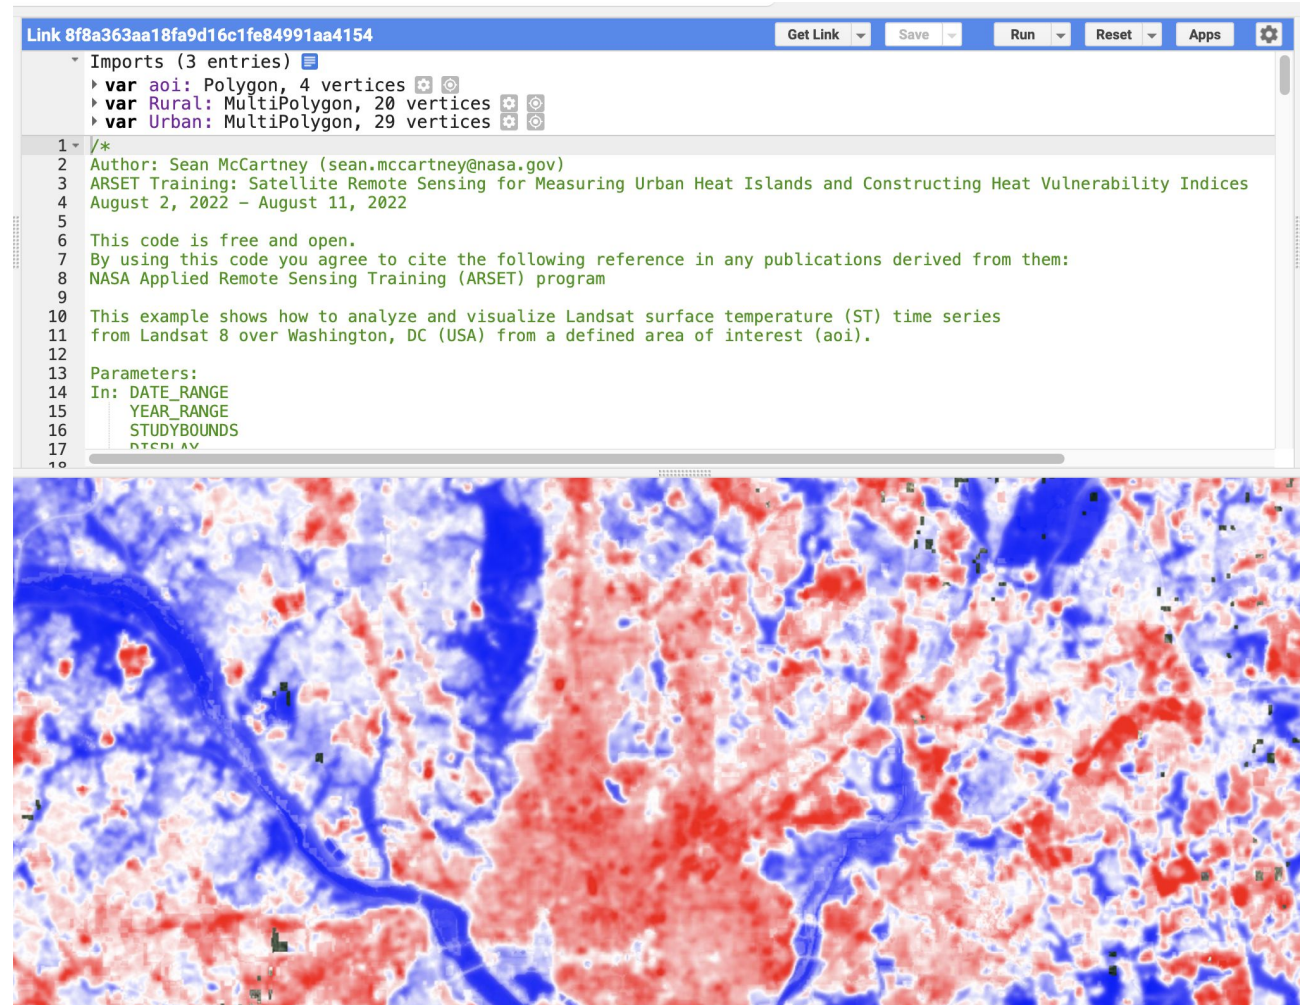 Link 8f8a363aa18fa9d16c1fe84991aa4154 Get Link Save Run Reset Apps
Imports (3 entries)
var aoi: Polygon, 4 vertices
var Rural: MultiPolygon, 20 vertices
var Urban: MultiPolygon, 29 vertices
1 /*
2 Author: Sean McCartney (sean.mccartney@nasa.gov)
3 ARSET Training: Satellite Remote Sensing for Measuring Urban Heat Islands and Constructing Heat Vulnerability Indices
4 August 2, 2022 – August 11, 2022
5
6 This code is free and open.
7 By using this code you agree to cite the following reference in any publications derived from them:
8 NASA Applied Remote Sensing Training (ARSET) program
9
10 This example shows how to analyze and visualize Landsat surface temperature (ST) time series
11 from Landsat 8 over Washington, DC (USA) from a defined area of interest (aoi).
12
13 Parameters:
14 In: DATE_RANGE
15 YEAR_RANGE
16 STUDYBOUNDS
17 DISPLAY
18